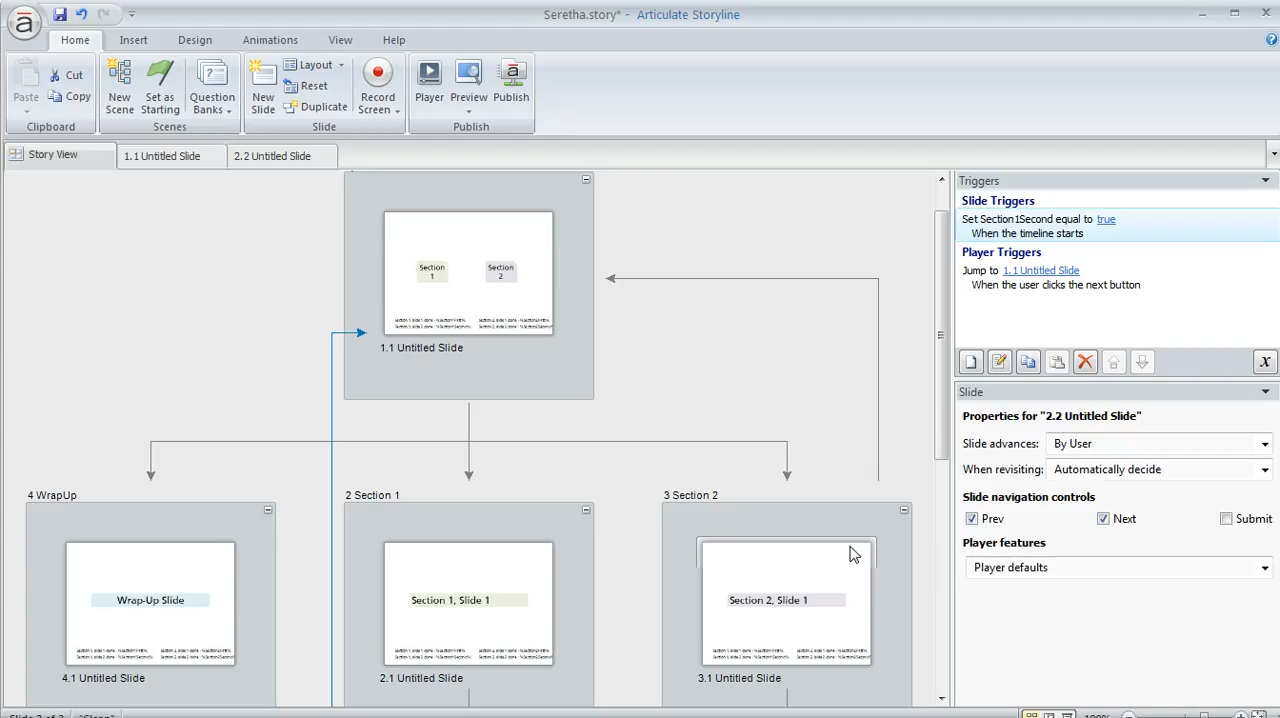 Seretha.story* - Articulate Storyline
Home
Insert
Design
Animations
View
Help
Paste
Cut
Copy
Clipboard
New Scene
Set as Starting
Question Banks
Scenes
New Slide
Layout
Reset
Duplicate
Slide
Record Screen
Player
Preview
Publish
Publish
Story View
1.1 Untitled Slide
2.2 Untitled Slide
Section 1
Section 2
1.1 Untitled Slide
4 WrapUp
2 Section 1
3 Section 2
Wrap-Up Slide
Section 1, Slide 1
Section 2, Slide 1
4.1 Untitled Slide
2.1 Untitled Slide
3.1 Untitled Slide
Triggers
Slide Triggers
Set Section1Second equal to true
When the timeline starts
Player Triggers
Jump to 1.1 Untitled Slide
When the user clicks the next button
x
Slide
Properties for "2.2 Untitled Slide"
Slide advances: By User
When revisiting: Automatically decide
Slide navigation controls
Prev
Next
Submit
Player features
Player defaults